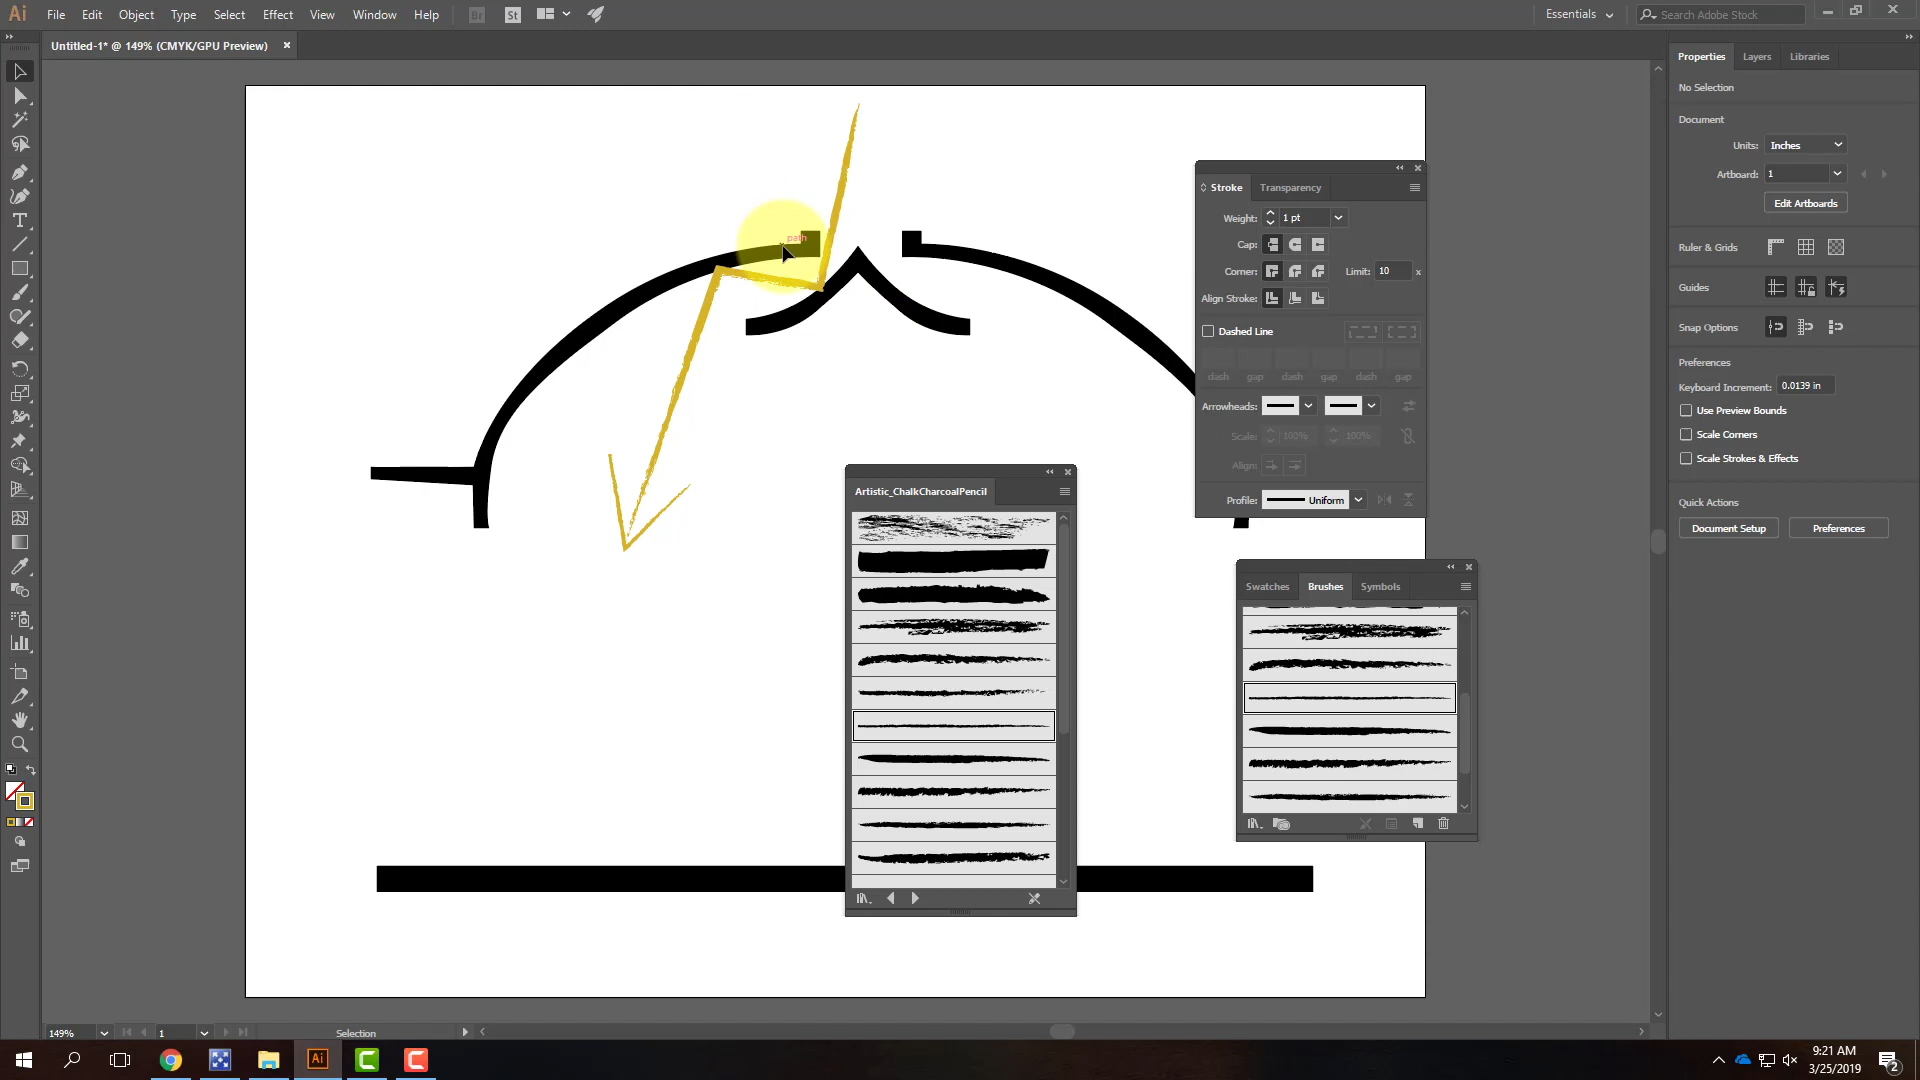 Ai File Edit Object Type Select Effect View Window Help Br St Essentials Search Adobe Stock
Untitled-1* @ 149% (CMYK/GPU Preview)
Properties Layers Libraries
No Selection
Document
Units: Inches
Artboard: 1
Edit Artboards
Ruler & Grids
Guides
Snap Options
Preferences
Keyboard Increment: 0.0139 in
Use Preview Bounds
Scale Corners
Scale Strokes & Effects
Quick Actions
Document Setup Preferences
path
Stroke Transparency
Weight: 1 pt
Cap:
Corner: Limit: 10 x
Align Stroke:
Dashed Line
dash gap dash gap dash gap
Arrowheads:
Scale: 100% 100%
Align:
Profile: Uniform
Artistic_ChalkCharcoalPencil
Swatches Brushes Symbols
149% 1 Selection
Ai
9:21 AM
3/25/2019
2